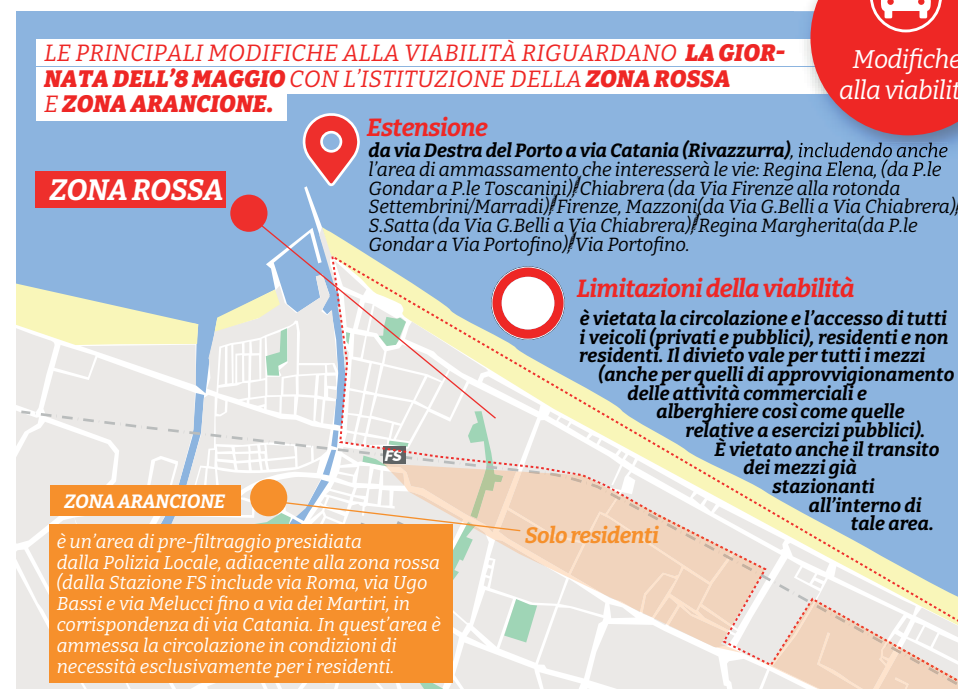 LE PRINCIPALI MODIFICHE ALLA VIABILITÀ RIGUARDANO LA GIOR-
NATA DELL'8 MAGGIO CON L'ISTITUZIONE DELLA ZONA ROSSA
E ZONA ARANCIONE.
Modifiche
alla viabilit
Estensione
da via Destra del Porto a via Catania (Rivazzurra), includendo anche
l'area di ammassamento che interesserà le vie: Regina Elena, (da P.le
Gondar a P.le Toscanini)/Chiabrera (da Via Firenze alla rotonda
Settembrini/Marradi)/Firenze, Mazzoni(da Via G.Belli a Via Chiabrera)/
S.Satta (da Via G.Belli a Via Chiabrera)/Regina Margherita(da P.le
Gondar a Via Portofino)/Via Portofino.
ZONA ROSSA
Limitazioni della viabilità
è vietata la circolazione e l'accesso di tutti
i veicoli (privati e pubblici), residenti e non
residenti. Il divieto vale per tutti i mezzi
(anche per quelli di approvvigionamento
delle attività commerciali e
alberghiere così come quelle
relative a esercizi pubblici).
È vietato anche il transito
dei mezzi già
stazionanti
all'interno di
tale area.
FS
ZONA ARANCIONE
Solo residenti
è un'area di pre-filtraggio presidiata
dalla Polizia Locale, adiacente alla zona rossa
(dalla Stazione FS include via Roma, via Ugo
Bassi e via Melucci fino a via dei Martiri, in
corrispondenza di via Catania. In quest'area è
ammessa la circolazione in condizioni di
necessità esclusivamente per i residenti.